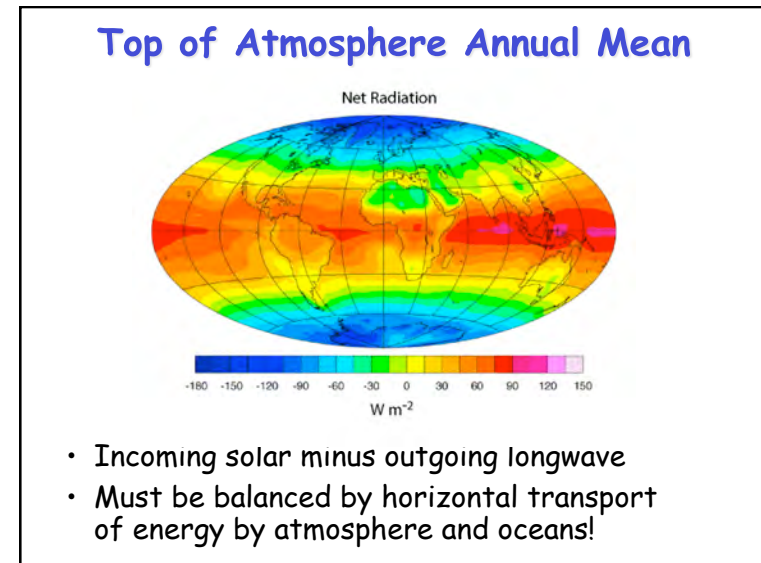 Top of Atmosphere Annual Mean
Net Radiation
-180 -150 -120 -90 -60 -30 0 30 60 90 120 150
W m-2
• Incoming solar minus outgoing longwave
• Must be balanced by horizontal transport
of energy by atmosphere and oceans!